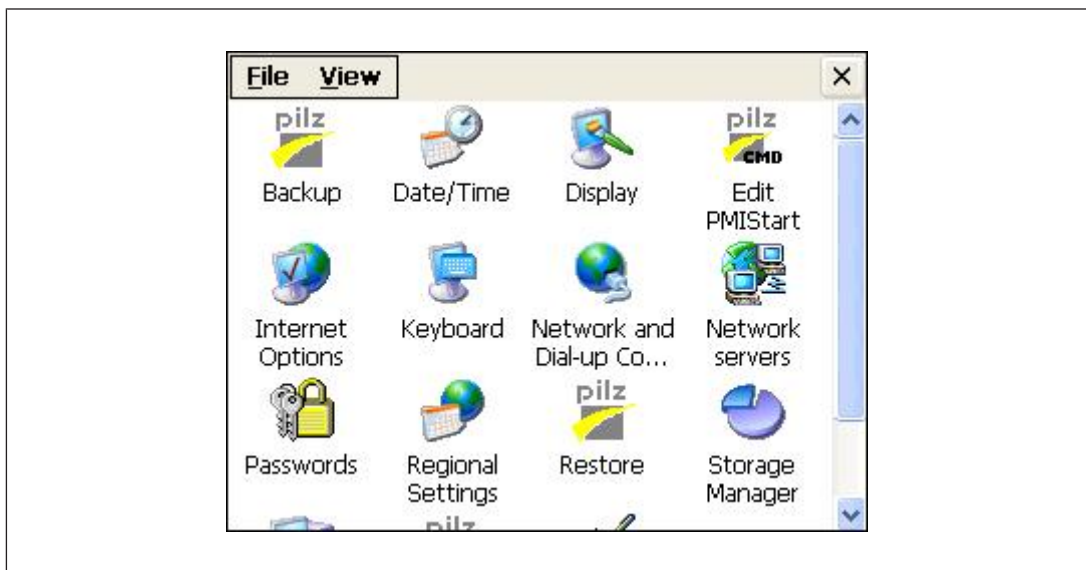 File View
pilz
pilz
CMD
Backup Date/Time Display Edit
PMIStart
Internet Keyboard Network and Network
Options Dial-up Co... servers
pilz
Passwords Regional Restore Storage
Settings Manager
pilz